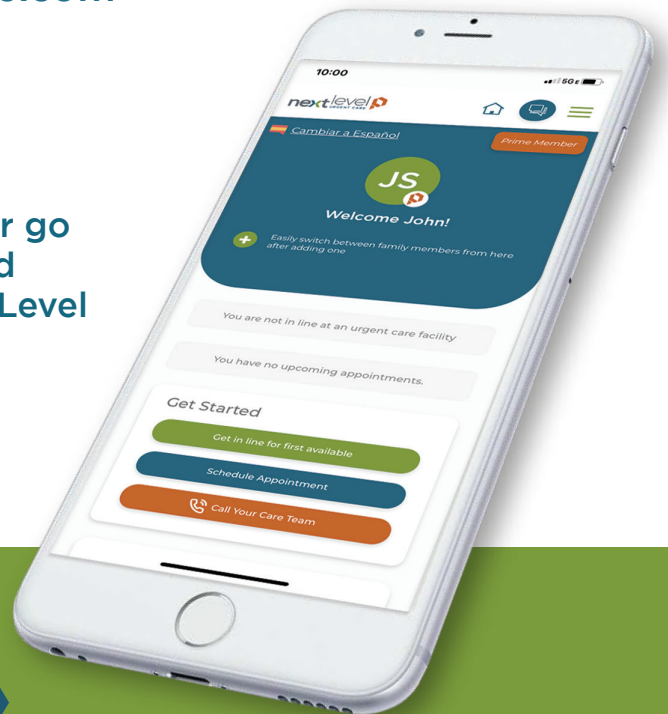 10:00
5GE
next level
URGENT CARE
Cambiar a Español
Prime Member
JS
Welcome John!
Easily switch between family members from here
after adding one
r go
d
Level
You are not in line at an urgent care facility
You have no upcoming appointments.
Get Started
Get in line for first available
Schedule Appointment
Call Your Care Team